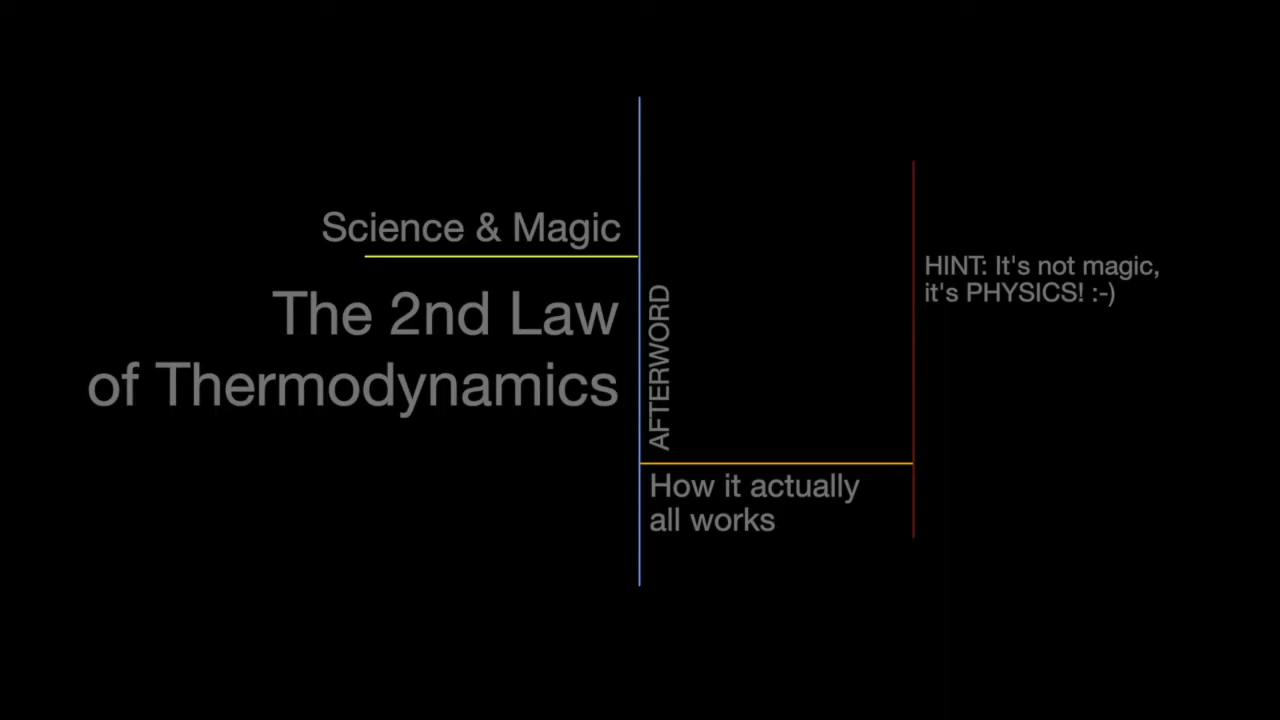 Science & Magic
The 2nd Law
of Thermodynamics
AFTERWORD
How it actually
all works
HINT: It's not magic,
it's PHYSICS! :-)